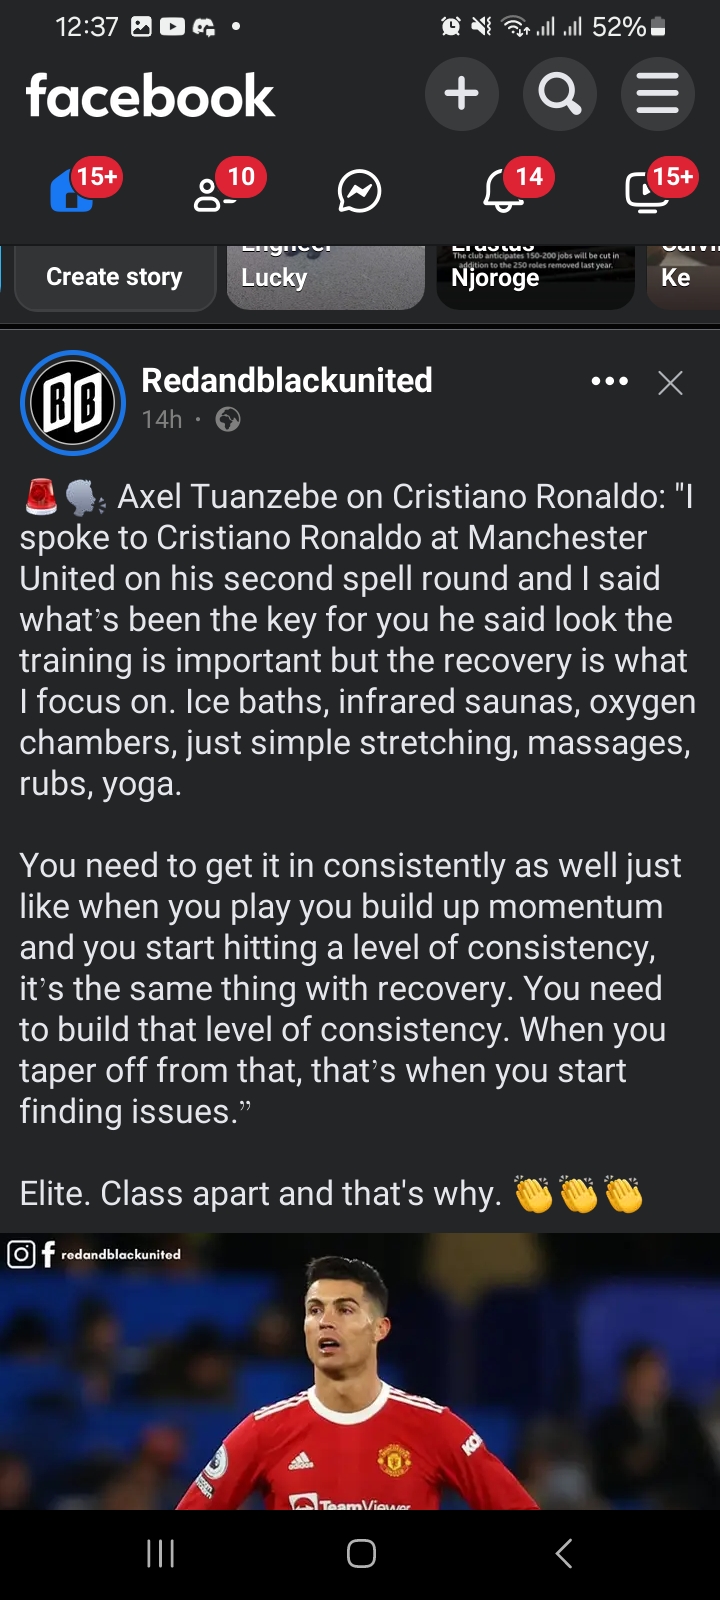 12:37
52%
facebook
15+
10
14
15+
Create story
Lucky
The club anticipates 150-200 jobs will be cut in
addition to the 250 roles removed last year.
Njoroge
Ke
Redandblackunited
14h ·
🚨🗣️ Axel Tuanzebe on Cristiano Ronaldo: "I
spoke to Cristiano Ronaldo at Manchester
United on his second spell round and I said
what’s been the key for you he said look the
training is important but the recovery is what
I focus on. Ice baths, infrared saunas, oxygen
chambers, just simple stretching, massages,
rubs, yoga.
You need to get it in consistently as well just
like when you play you build up momentum
and you start hitting a level of consistency,
it’s the same thing with recovery. You need
to build that level of consistency. When you
taper off from that, that’s when you start
finding issues.”
Elite. Class apart and that's why. 👏👏👏
redandblackunited
RB
TeamViewer